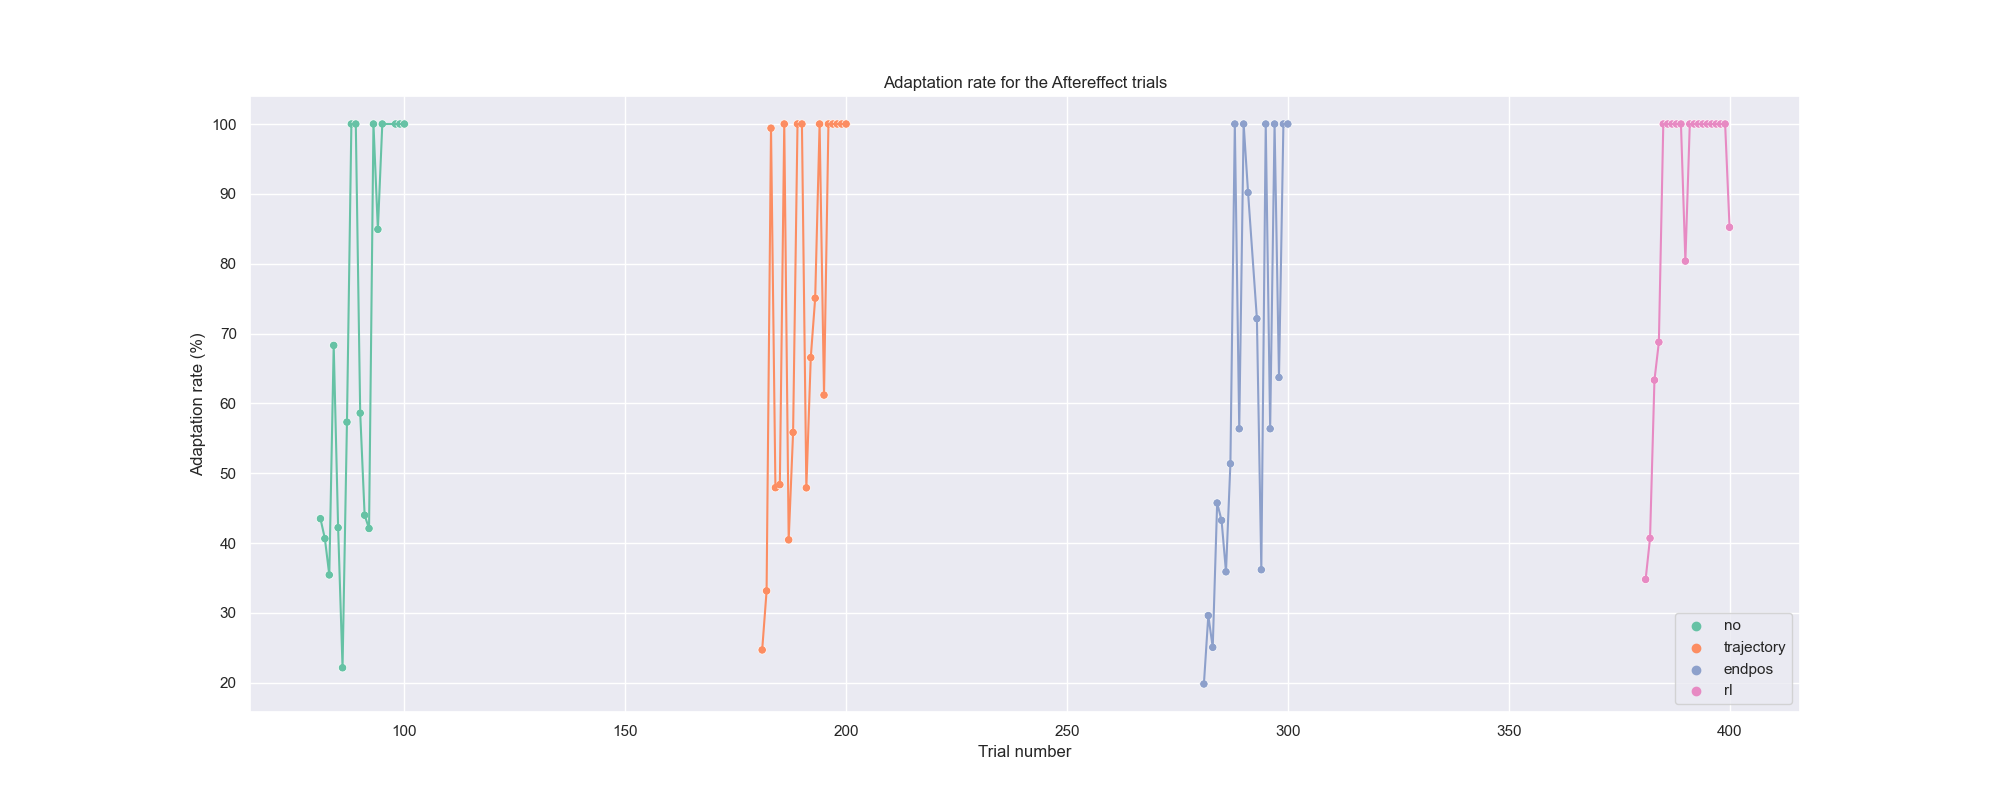 Adaptation rate for the Aftereffect trials
100
90
80
70
60
50
40
30
20
Adaptation rate (%)
100
150
200
250
300
350
400
Trial number
no
trajectory
endpos
rl